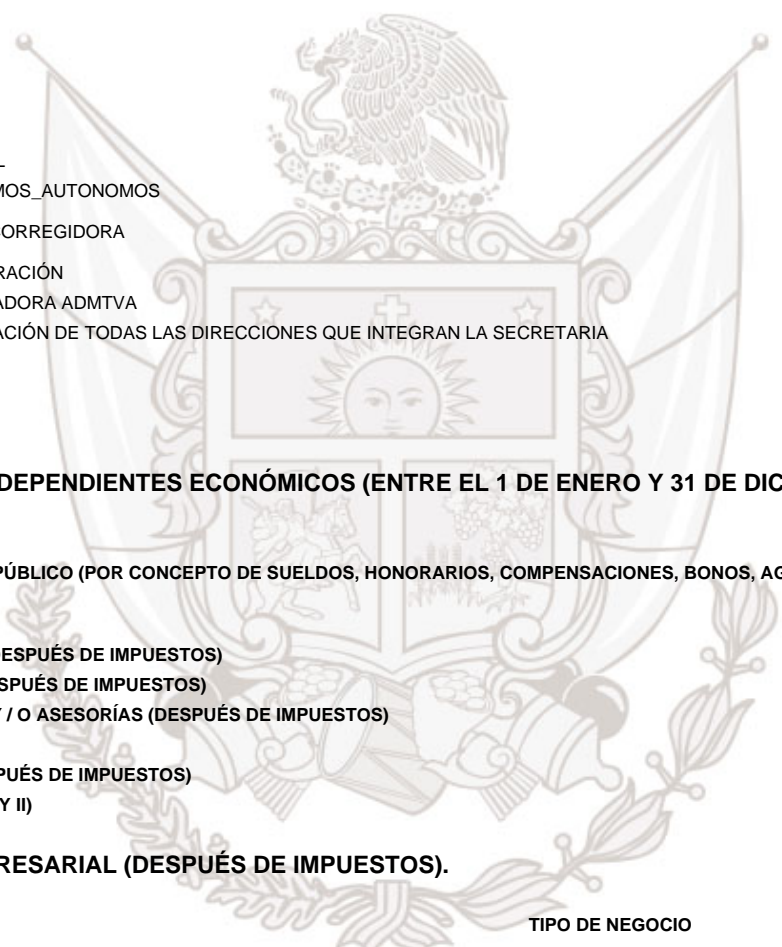 MOS_AUTONOMOS
CORREGIDORA
RACIÓN
ADORA ADMTVA
ACIÓN DE TODAS LAS DIRECCIONES QUE INTEGRAN LA SECRETARIA
DEPENDIENTES ECONÓMICOS (ENTRE EL 1 DE ENERO Y 31 DE DIC
PÚBLICO (POR CONCEPTO DE SUELDOS, HONORARIOS, COMPENSACIONES, BONOS, AG
DESPUÉS DE IMPUESTOS)
SPUÉS DE IMPUESTOS)
Y / O ASESORÍAS (DESPUÉS DE IMPUESTOS)
PUÉS DE IMPUESTOS)
Y II)
RESARIAL (DESPUÉS DE IMPUESTOS).
TIPO DE NEGOCIO